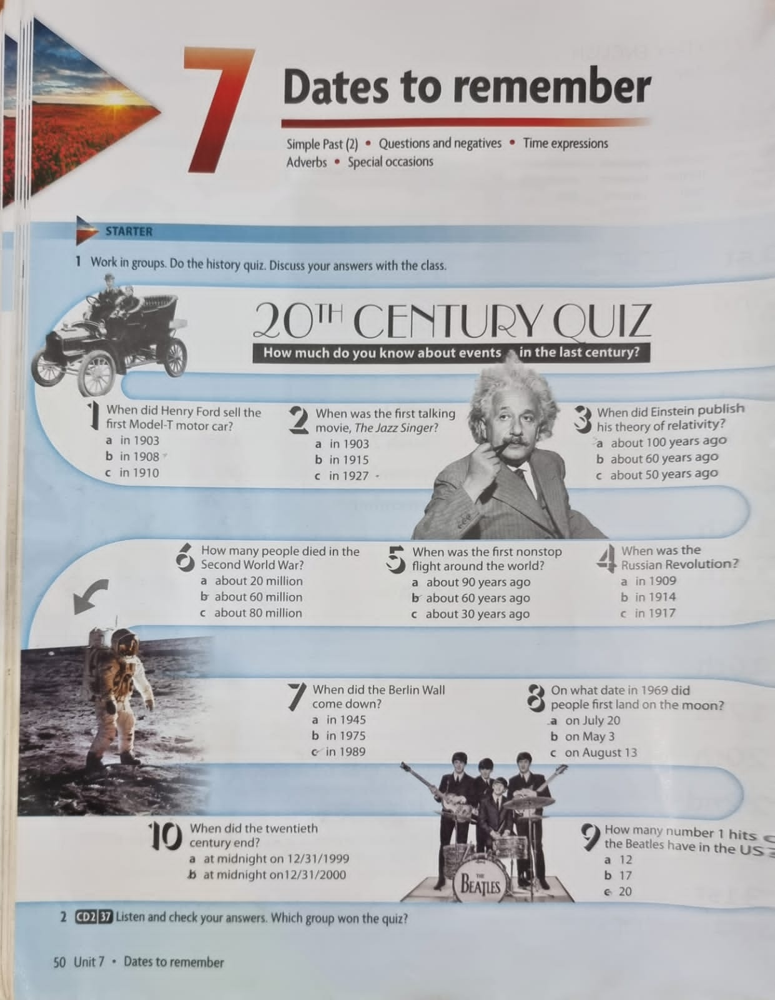 7
Dates to remember
Simple Past (2) • Questions and negatives • Time expressions
Adverbs • Special occasions
STARTER
1 Work in groups. Do the history quiz. Discuss your answers with the class.
20TH CENTURY QUIZ
How much do you know about events in the last century?
1 When did Henry Ford sell the
first Model-T motor car?
a in 1903
b in 1908
c in 1910
2 When was the first talking
movie, The Jazz Singer?
a in 1903
b in 1915
c in 1927
3 When did Einstein publish
his theory of relativity?
a about 100 years ago
b about 60 years ago
c about 50 years ago
4 When was the
Russian Revolution?
a in 1909
b in 1914
c in 1917
5 When was the first nonstop
flight around the world?
a about 90 years ago
b about 60 years ago
c about 30 years ago
6 How many people died in the
Second World War?
a about 20 million
b about 60 million
c about 80 million
7 When did the Berlin Wall
come down?
a in 1945
b in 1975
c in 1989
8 On what date in 1969 did
people first land on the moon?
a on July 20
b on May 3
c on August 13
9 How many number 1 hits
the Beatles have in the US
a 12
b 17
c 20
THE
BEATLES
10 When did the twentieth
century end?
a at midnight on 12/31/1999
b at midnight on 12/31/2000
2 CD2 37 Listen and check your answers. Which group won the quiz?
50 Unit 7 • Dates to remember